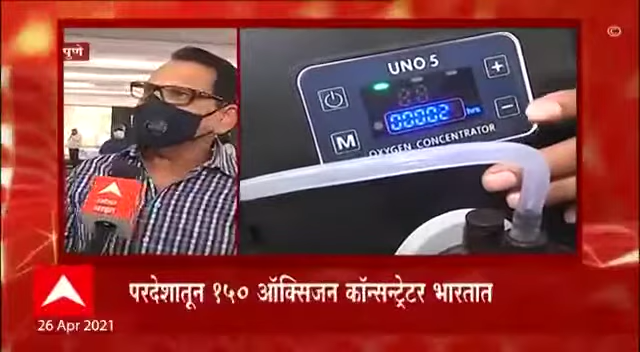 पुणे
©
UNO 5
00002 hrs
M
OXYGEN CONCENTRATOR
परदेशातून १५० ऑक्सिजन कॉन्सन्ट्रेटर भारतात
26 Apr 2021